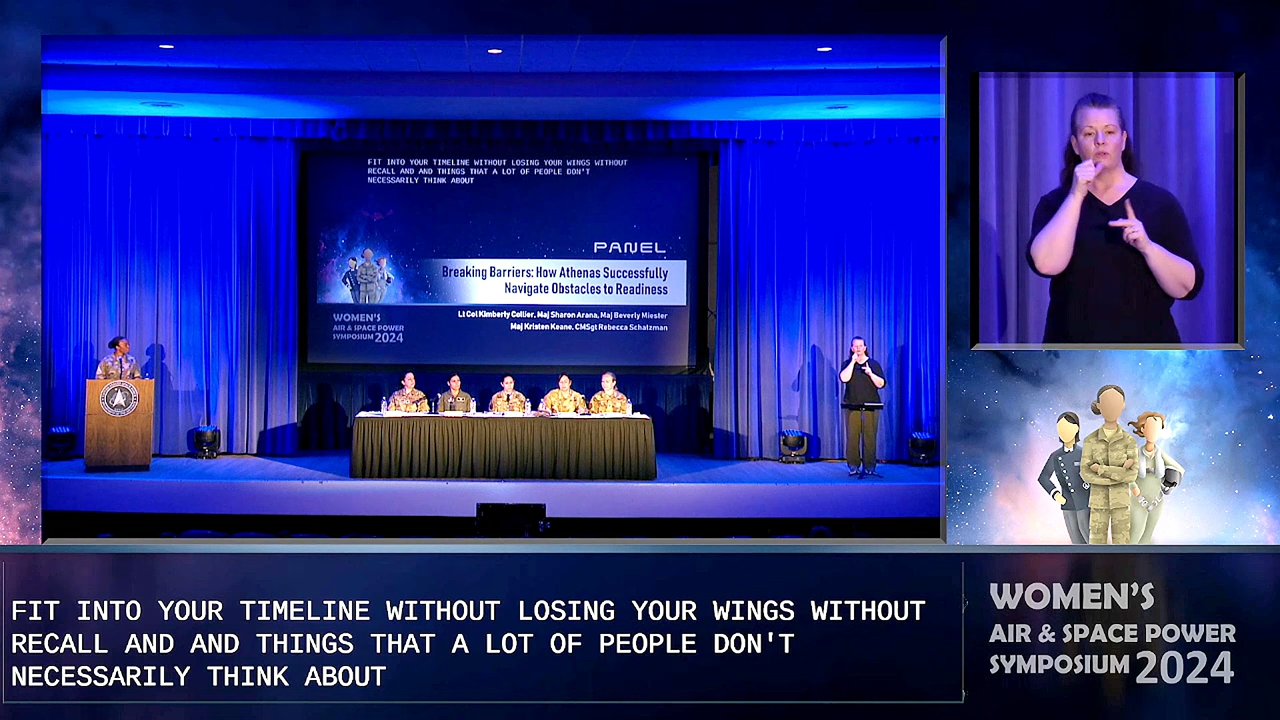 FIT INTO YOUR TIMELINE WITHOUT LOSING YOUR WINGS WITHOUT
RECALL AND AND THINGS THAT A LOT OF PEOPLE DON'T
NECESSARILY THINK ABOUT
PANEL
Breaking Barriers: How Athenas Successfully
Navigate Obstacles to Readiness
Lt Col Kimberly Collier, Maj Sharon Arana, Maj Beverly Miester
Maj Kristen Keane, CMSgt Rebecca Schatzman
WOMEN'S
AIR & SPACE POWER
SYMPOSIUM 2024
FIT INTO YOUR TIMELINE WITHOUT LOSING YOUR WINGS WITHOUT
RECALL AND AND THINGS THAT A LOT OF PEOPLE DON'T
NECESSARILY THINK ABOUT
WOMEN'S
AIR & SPACE POWER
SYMPOSIUM 2024